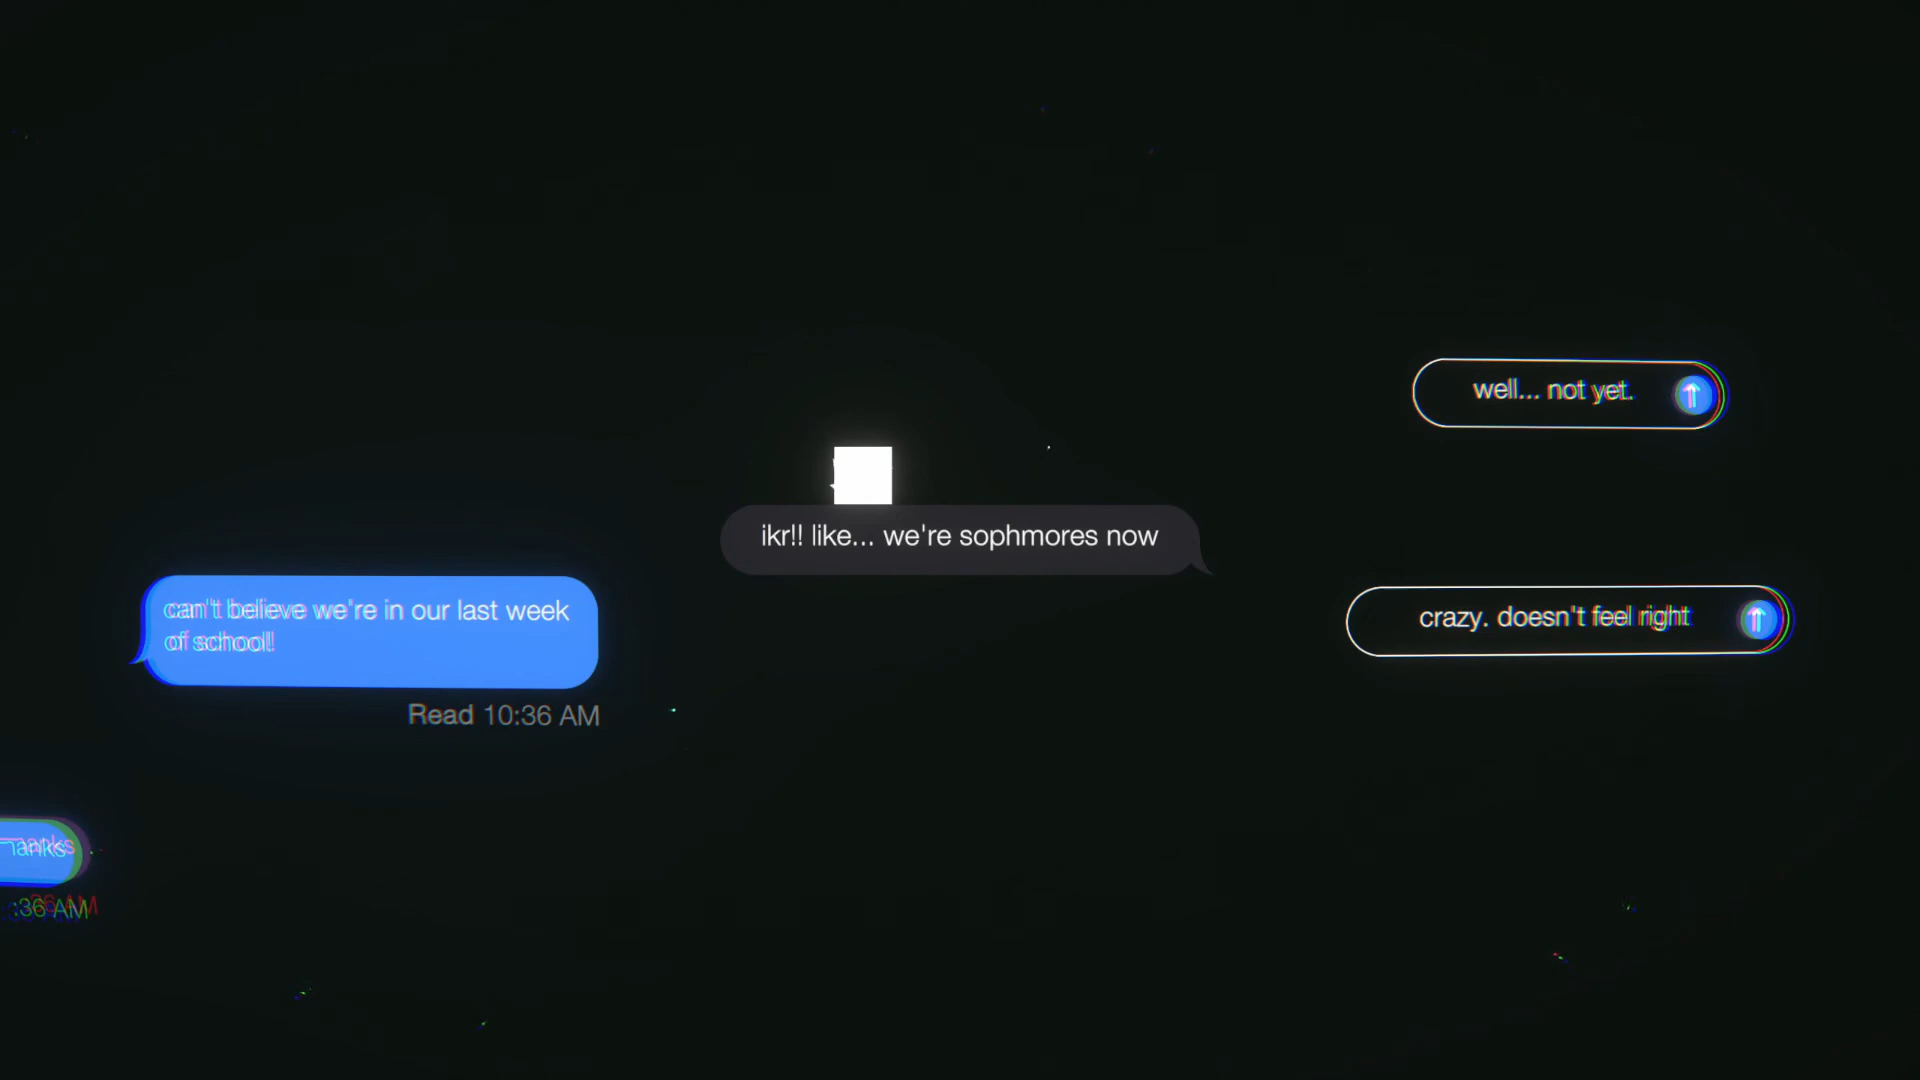 well... not yet.
ikr!! like... we're sophmores now
can't believe we're in our last week
of school!
crazy. doesn't feel right
Read 10:36 AM
:36 AM